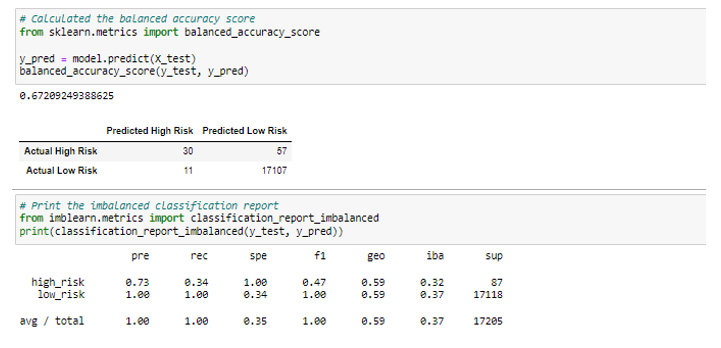 # Calculated the balanced accuracy score
from sklearn.metrics import balanced_accuracy_score
y_pred = model.predict(X_test)
balanced_accuracy_score(y_test, y_pred)
0.67209249388625
Predicted High Risk Predicted Low Risk
Actual High Risk 30 57
Actual Low Risk 11 17107
# Print the imbalanced classification report
from imblearn.metrics import classification_report_imbalanced
print(classification_report_imbalanced(y_test, y_pred))
pre rec spe f1 geo iba sup
high_risk 0.73 0.34 1.00 0.47 0.59 0.32 87
low_risk 1.00 1.00 0.34 1.00 0.59 0.37 17118
avg / total 1.00 1.00 0.35 1.00 0.59 0.37 17205